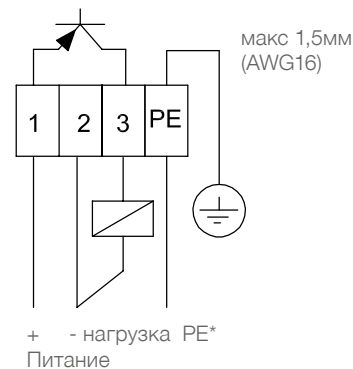 макс 1,5мм
(AWG16)
1 2 3 PE
+ - нагрузка PE*
Питание